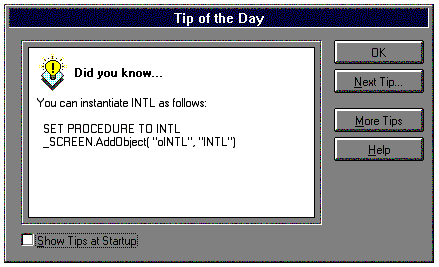 Tip of the Day
Did you know...
You can instantiate INTL as follows:
SET PROCEDURE TO INTL
_SCREEN.AddObject( "oINTL", "INTL")
OK
Next Tip...
More Tips
Help
Show Tips at Startup